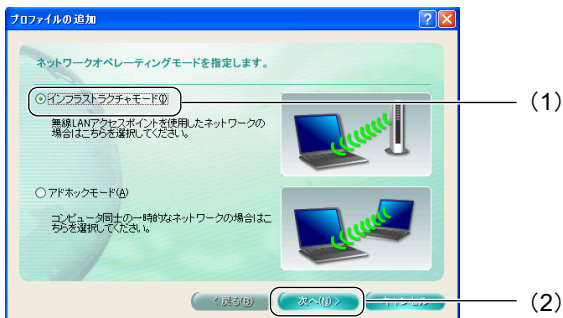 プロファイルの追加
ネットワークオペレーティングモードを指定します。
インフラストラクチャモード(I)
(1)
無線LANアクセスポイントを使用したネットワークの
場合はこちらを選択してください。
アドホックモード(A)
コンピュータ同士の一時的なネットワークの場合はこ
ちらを選択してください。
< 戻る(B)
次へ(N) >
キャンセル
(2)